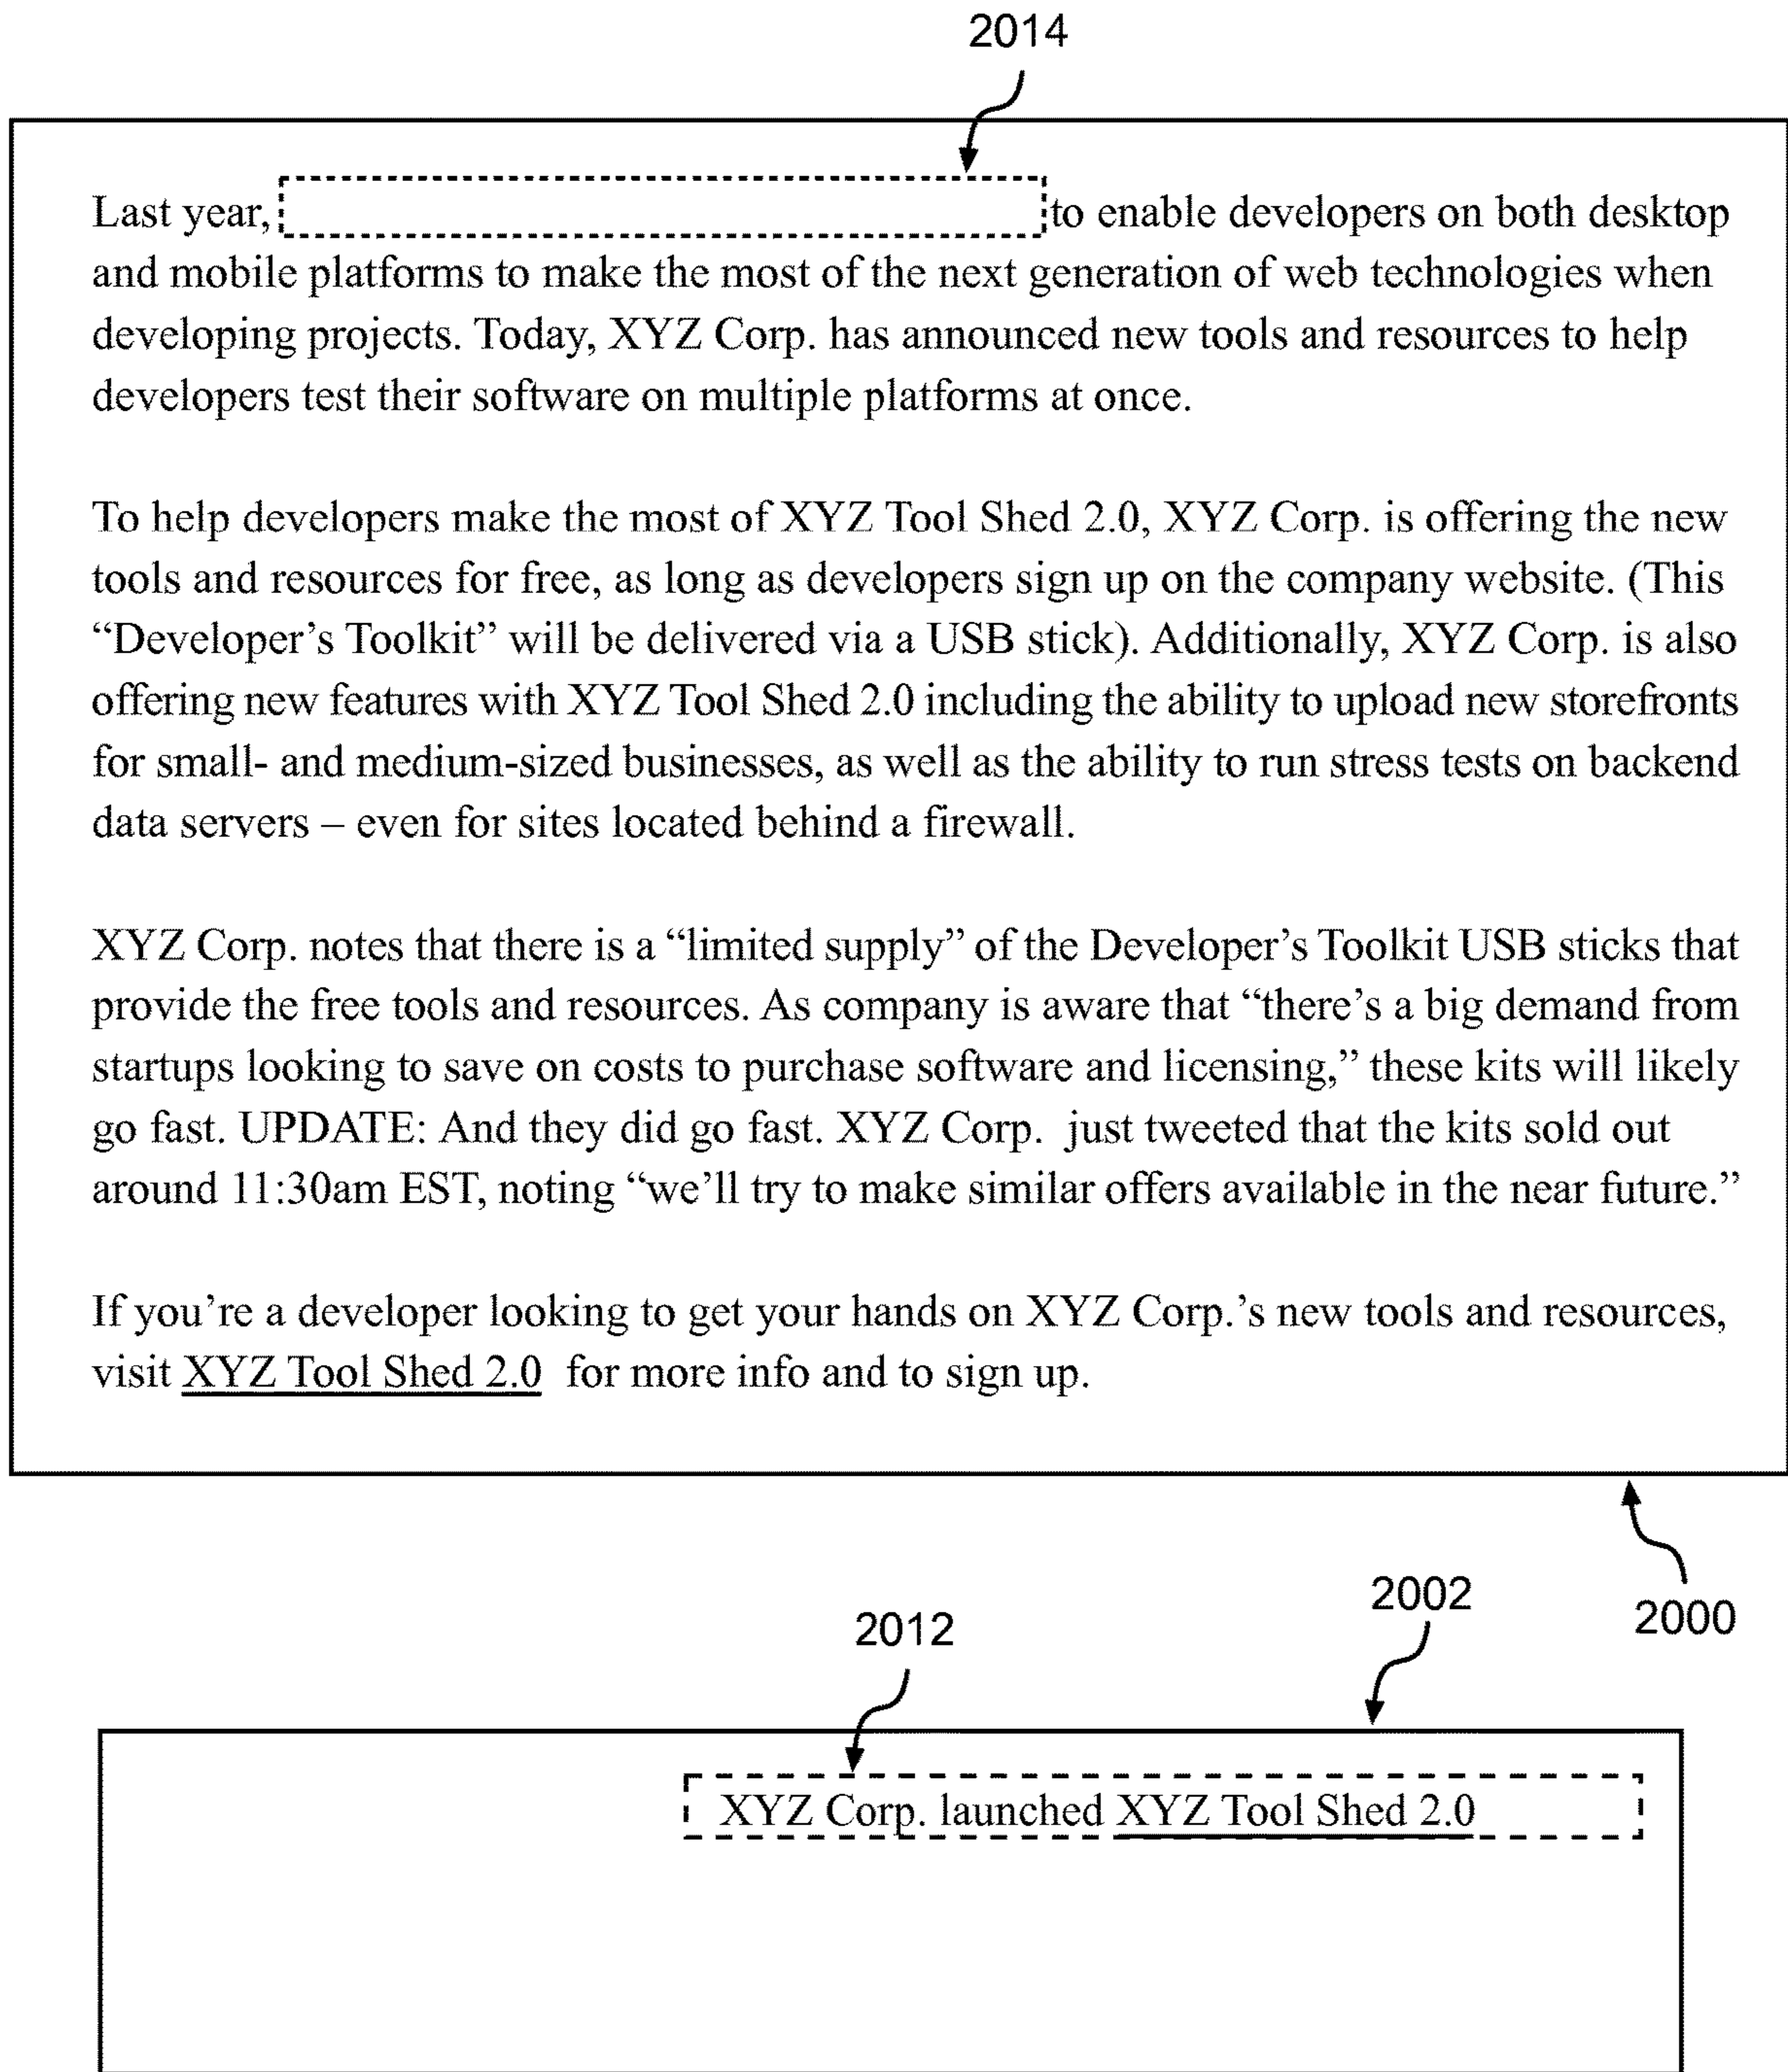 2014
Last year, to enable developers on both desktop
and mobile platforms to make the most of the next generation of web technologies when
developing projects. Today, XYZ Corp. has announced new tools and resources to help
developers test their software on multiple platforms at once.
To help developers make the most of XYZ Tool Shed 2.0, XYZ Corp. is offering the new
tools and resources for free, as long as developers sign up on the company website. (This
“Developer’s Toolkit” will be delivered via a USB stick). Additionally, XYZ Corp. is also
offering new features with XYZ Tool Shed 2.0 including the ability to upload new storefronts
for small- and medium-sized businesses, as well as the ability to run stress tests on backend
data servers – even for sites located behind a firewall.
XYZ Corp. notes that there is a “limited supply” of the Developer’s Toolkit USB sticks that
provide the free tools and resources. As company is aware that “there’s a big demand from
startups looking to save on costs to purchase software and licensing,” these kits will likely
go fast. UPDATE: And they did go fast. XYZ Corp. just tweeted that the kits sold out
around 11:30am EST, noting “we’ll try to make similar offers available in the near future.”
If you’re a developer looking to get your hands on XYZ Corp.’s new tools and resources,
visit XYZ Tool Shed 2.0 for more info and to sign up.
2000
2002
2012
XYZ Corp. launched XYZ Tool Shed 2.0